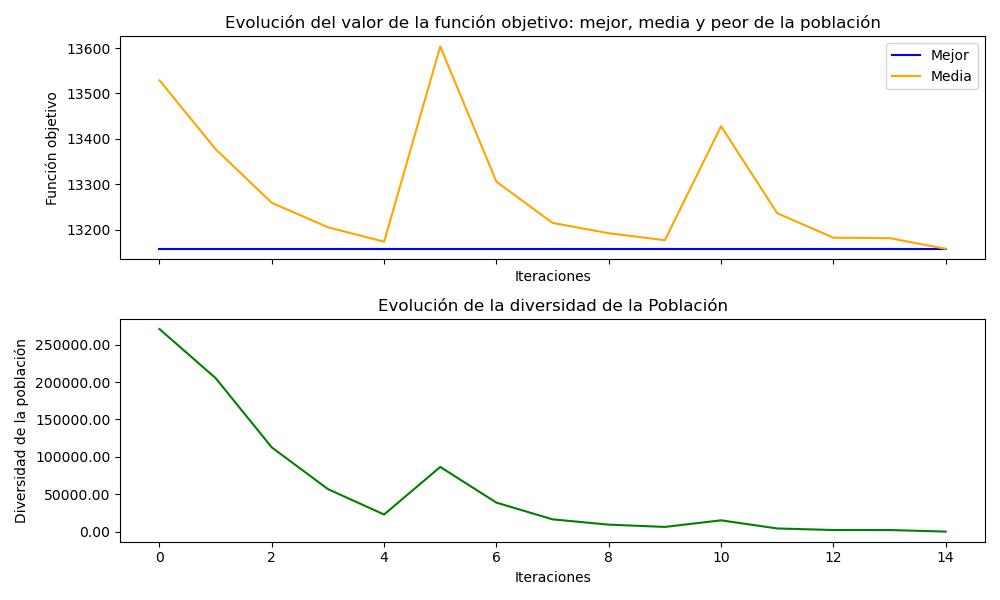 Evolución del valor de la función objetivo: mejor, media y peor de la población
13600
13500
13400
13300
13200
Función objetivo
Mejor
Media
Iteraciones
Evolución de la diversidad de la Población
250000.00
200000.00
150000.00
100000.00
50000.00
0.00
Diversidad de la población
0 2 4 6 8 10 12 14
Iteraciones